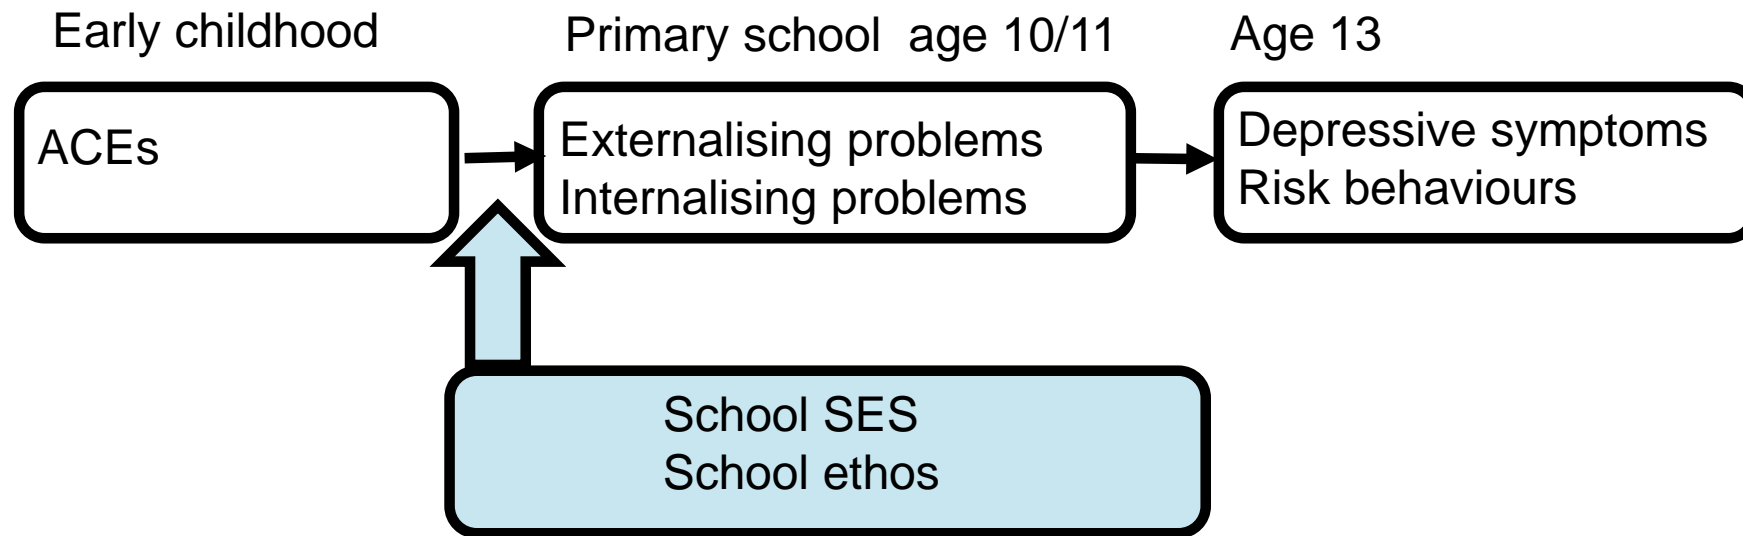 Early childhood
Primary school age 10/11
Age 13
ACEs
Externalising problems
Internalising problems
Depressive symptoms
Risk behaviours
School SES
School ethos